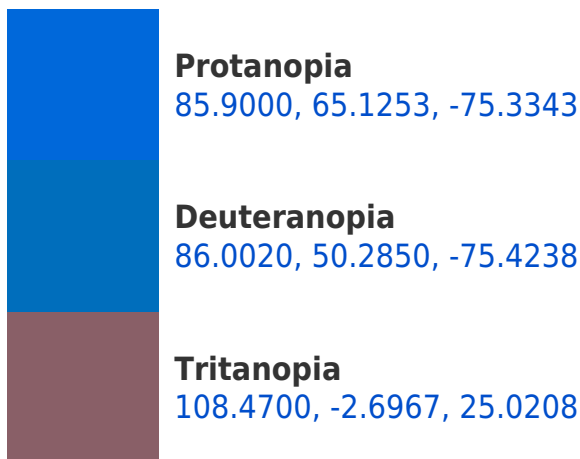 Protanopia
85.9000, 65.1253, -75.3343
Deuteranopia
86.0020, 50.2850, -75.4238
Tritanopia
108.4700, -2.6967, 25.0208